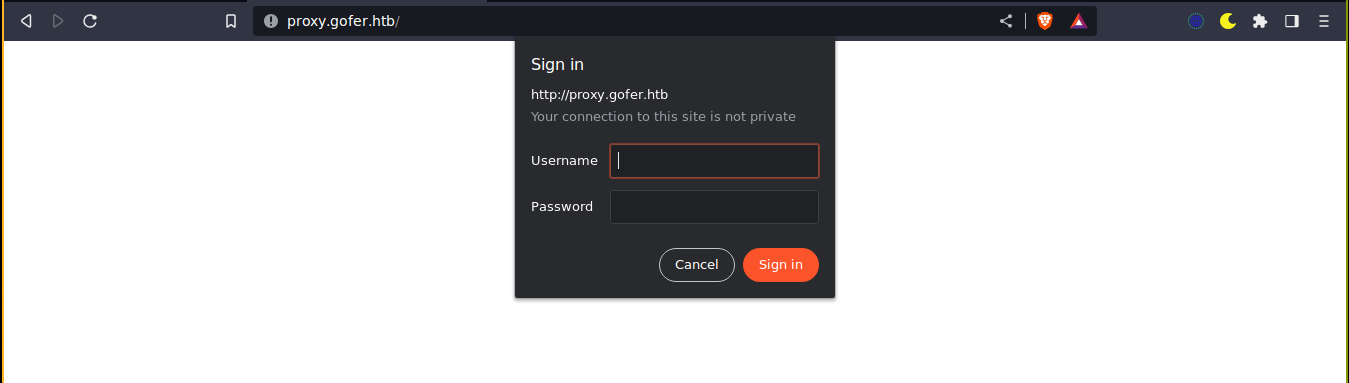 proxy.gofer.htb/
Sign in
http://proxy.gofer.htb
Your connection to this site is not private
Username
Password
Cancel Sign in